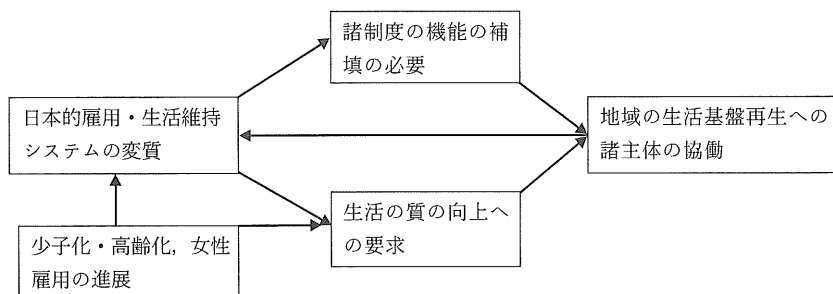 諸制度の機能の補
填の必要
日本的雇用・生活維持
システムの変質
地域の生活基盤再生への
諸主体の協働
生活の質の向上へ
の要求
少子化・高齢化，女性
雇用の進展